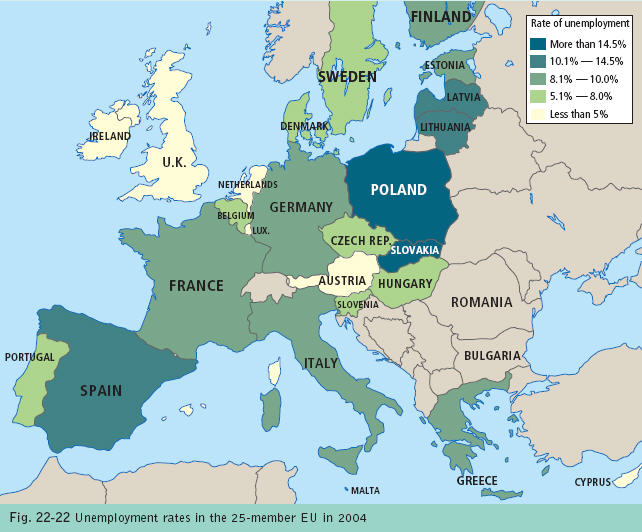 FINLAND
Rate of unemployment
More than 14.5%
10.1% — 14.5%
8.1% — 10.0%
5.1% — 8.0%
Less than 5%
ESTONIA
SWEDEN
LATVIA
DENMARK
LITHUANIA
IRELAND
U.K.
NETHERLANDS
POLAND
GERMANY
BELGIUM
LUX.
CZECH REP.
SLOVAKIA
AUSTRIA
FRANCE
HUNGARY
SLOVENIA
ROMANIA
PORTUGAL
BULGARIA
ITALY
SPAIN
GREECE
CYPRUS
MALTA
Fig. 22-22 Unemployment rates in the 25-member EU in 2004